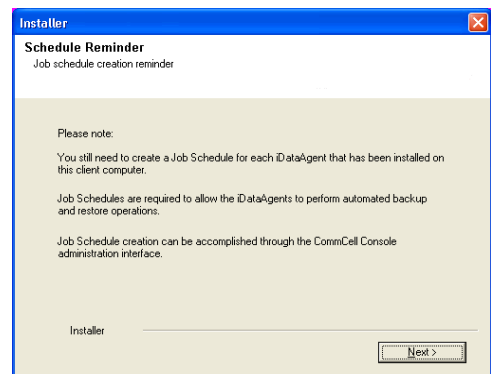 Installer
Schedule Reminder
Job schedule creation reminder
Please note:
You still need to create a Job Schedule for each iDataAgent that has been installed on
this client computer.
Job Schedules are required to allow the iDataAgents to perform automated backup
and restore operations.
Job Schedule creation can be accomplished through the CommCell Console
administration interface.
Installer
Next >